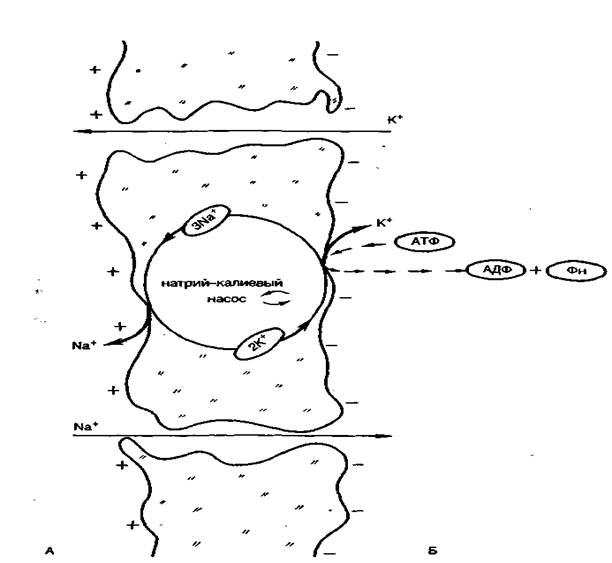 K⁺
3Na⁺
K⁺
АТФ
АДФ + Фн
натрий–калиевый
насос
2K⁺
Na⁺
Na⁺
А
Б